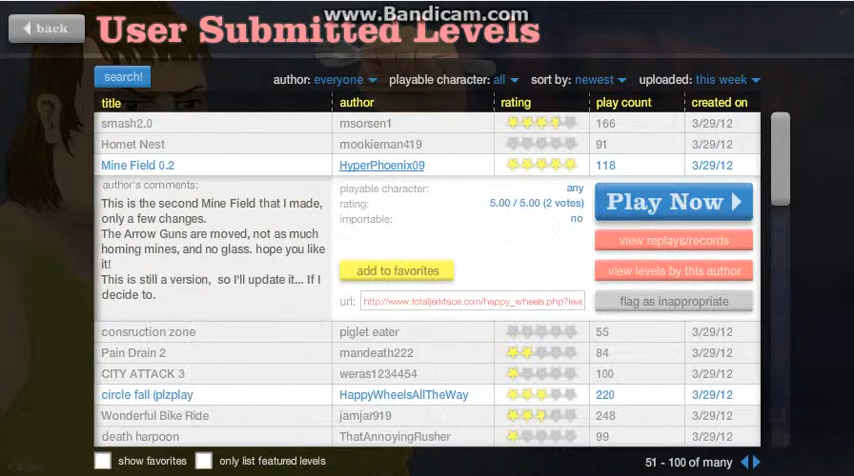 www.Bandicam.com
back
User Submitted Levels
search!
author: everyone playable character: all sort by: newest uploaded: this week
title author rating play count created on
smash2.0 msorsen1 166 3/29/12
Hornet Nest mookieman419 91 3/29/12
Mine Field 0.2 HyperPhoenix09 118 3/29/12
author's comments:
This is the second Mine Field that I made,
only a few changes.
The Arrow Guns are moved, not as much
homing mines, and no glass. hope you like
it!
This is still a version, so I'll update it... If I
decide to.
playable character: any
rating: 5.00 / 5.00 (2 votes)
importable: no
add to favorites
url: http://www.totaljerkface.com/happy_wheels.php?leve
Play Now
view replays/records
view levels by this author
flag as inappropriate
consruction zone piglet eater 55 3/29/12
Pain Drain 2 mandeath222 84 3/29/12
CITY ATTACK 3 weras1234454 100 3/29/12
circle fall (plzplay HappyWheelsAllTheWay 220 3/29/12
Wonderful Bike Ride jamjar919 248 3/29/12
death harpoon ThatAnnoyingRusher 99 3/29/12
show favorites only list featured levels 51 - 100 of many